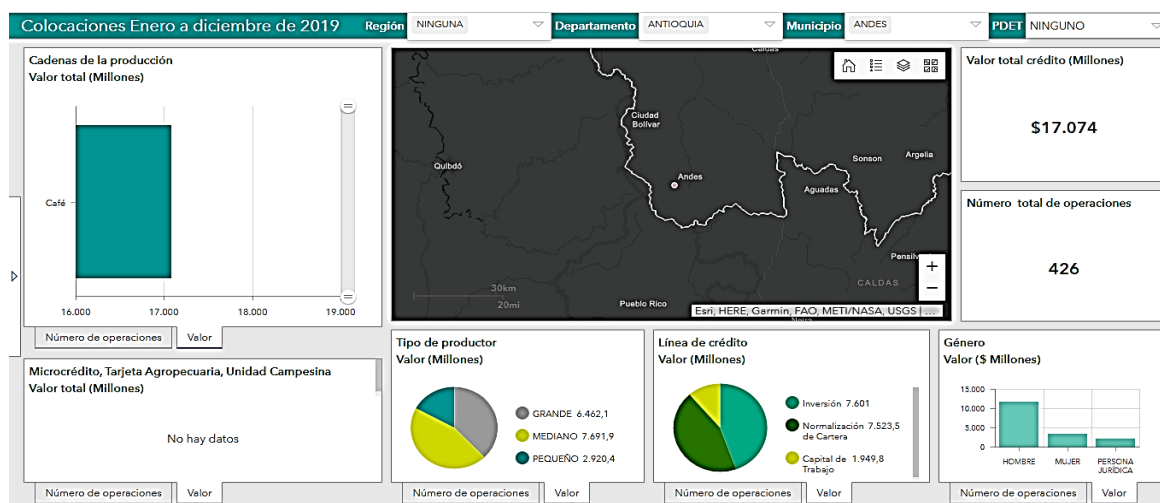 Colocaciones Enero a diciembre de 2019
Región NINGUNA
Departamento ANTIOQUIA
Municipio ANDES
PDET NINGUNO
Cadenas de la producción
Valor total (Millones)
Café
16.000 17.000 18.000 19.000
Número de operaciones Valor
Caldas
Ciudad
Bolívar
Quibdó
Andes
Sonson
Argelia
Aguadas
CALDAS
30km
20mi
Pueblo Rico
+
−
Esri, HERE, Garmin, FAO, METI/NASA, USGS | ...
Valor total crédito (Millones)
$17.074
Número total de operaciones
426
Microcrédito, Tarjeta Agropecuaria, Unidad Campesina
Valor total (Millones)
No hay datos
Número de operaciones Valor
Tipo de productor
Valor (Millones)
GRANDE 6.462,1
MEDIANO 7.691,9
PEQUEÑO 2.920,4
Número de operaciones Valor
Línea de crédito
Valor (Millones)
Inversión 7.601
Normalización 7.523,5
de Cartera
Capital de 1.949,8
Trabajo
Número de operaciones Valor
Género
Valor ($ Millones)
15.000
10.000
5.000
0
HOMBRE MUJER PERSONA
JURÍDICA
Número de operaciones Valor